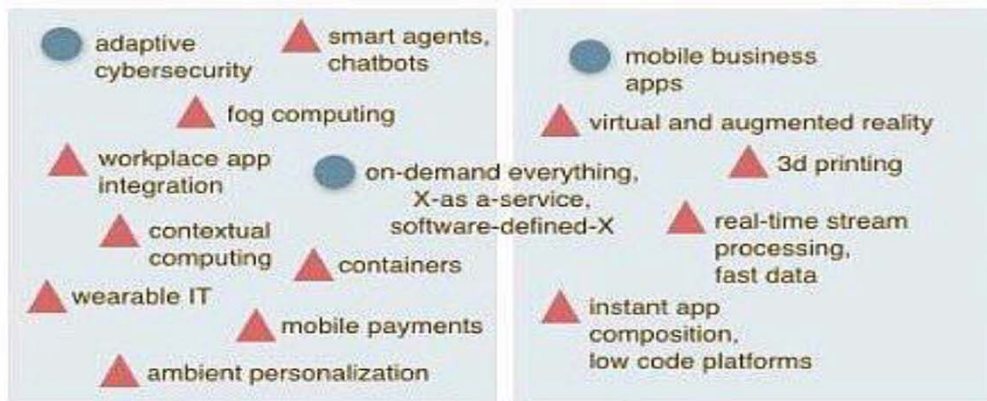 adaptive
cybersecurity
smart agents,
chatbots
fog computing
workplace app
integration
on-demand everything,
X-as a-service,
software-defined-X
contextual
computing
containers
wearable IT
mobile payments
ambient personalization
mobile business
apps
virtual and augmented reality
3d printing
real-time stream
processing,
fast data
instant app
composition,
low code platforms